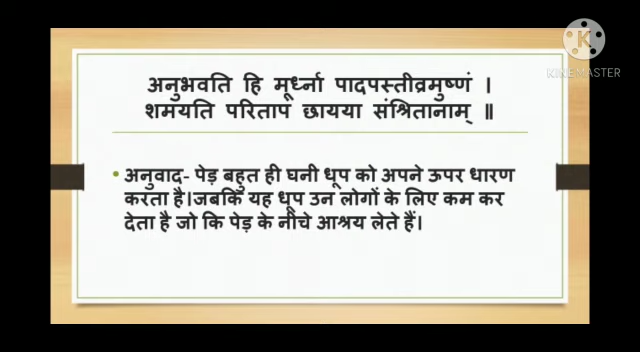 K
KINEMASTER
अनुभवति हि मूर्ध्ना पादपस्तीव्रमुष्णं ।
शमयति परितापं छायया संश्रितानाम् ॥
• अनुवाद- पेड़ बहुत ही घनी धूप को अपने ऊपर धारण
करता है।जबकि यह धूप उन लोगों के लिए कम कर
देता है जो कि पेड़ के नीचे आश्रय लेते हैं।